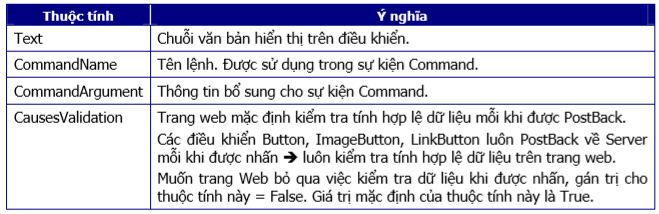 Thuộc tính Ý nghĩa
Text Chuỗi văn bản hiển thị trên điều khiển.
CommandName Tên lệnh. Được sử dụng trong sự kiện Command.
CommandArgument Thông tin bổ sung cho sự kiện Command.
CausesValidation Trang web mặc định kiểm tra tính hợp lệ dữ liệu mỗi khi được PostBack.
Các điều khiển Button, ImageButton, LinkButton luôn PostBack về Server
mỗi khi được nhấn ➔ luôn kiểm tra tính hợp lệ dữ liệu trên trang web.
Muốn trang Web bỏ qua việc kiểm tra dữ liệu khi được nhấn, gán trị cho
thuộc tính này = False. Giá trị mặc định của thuộc tính này là True.